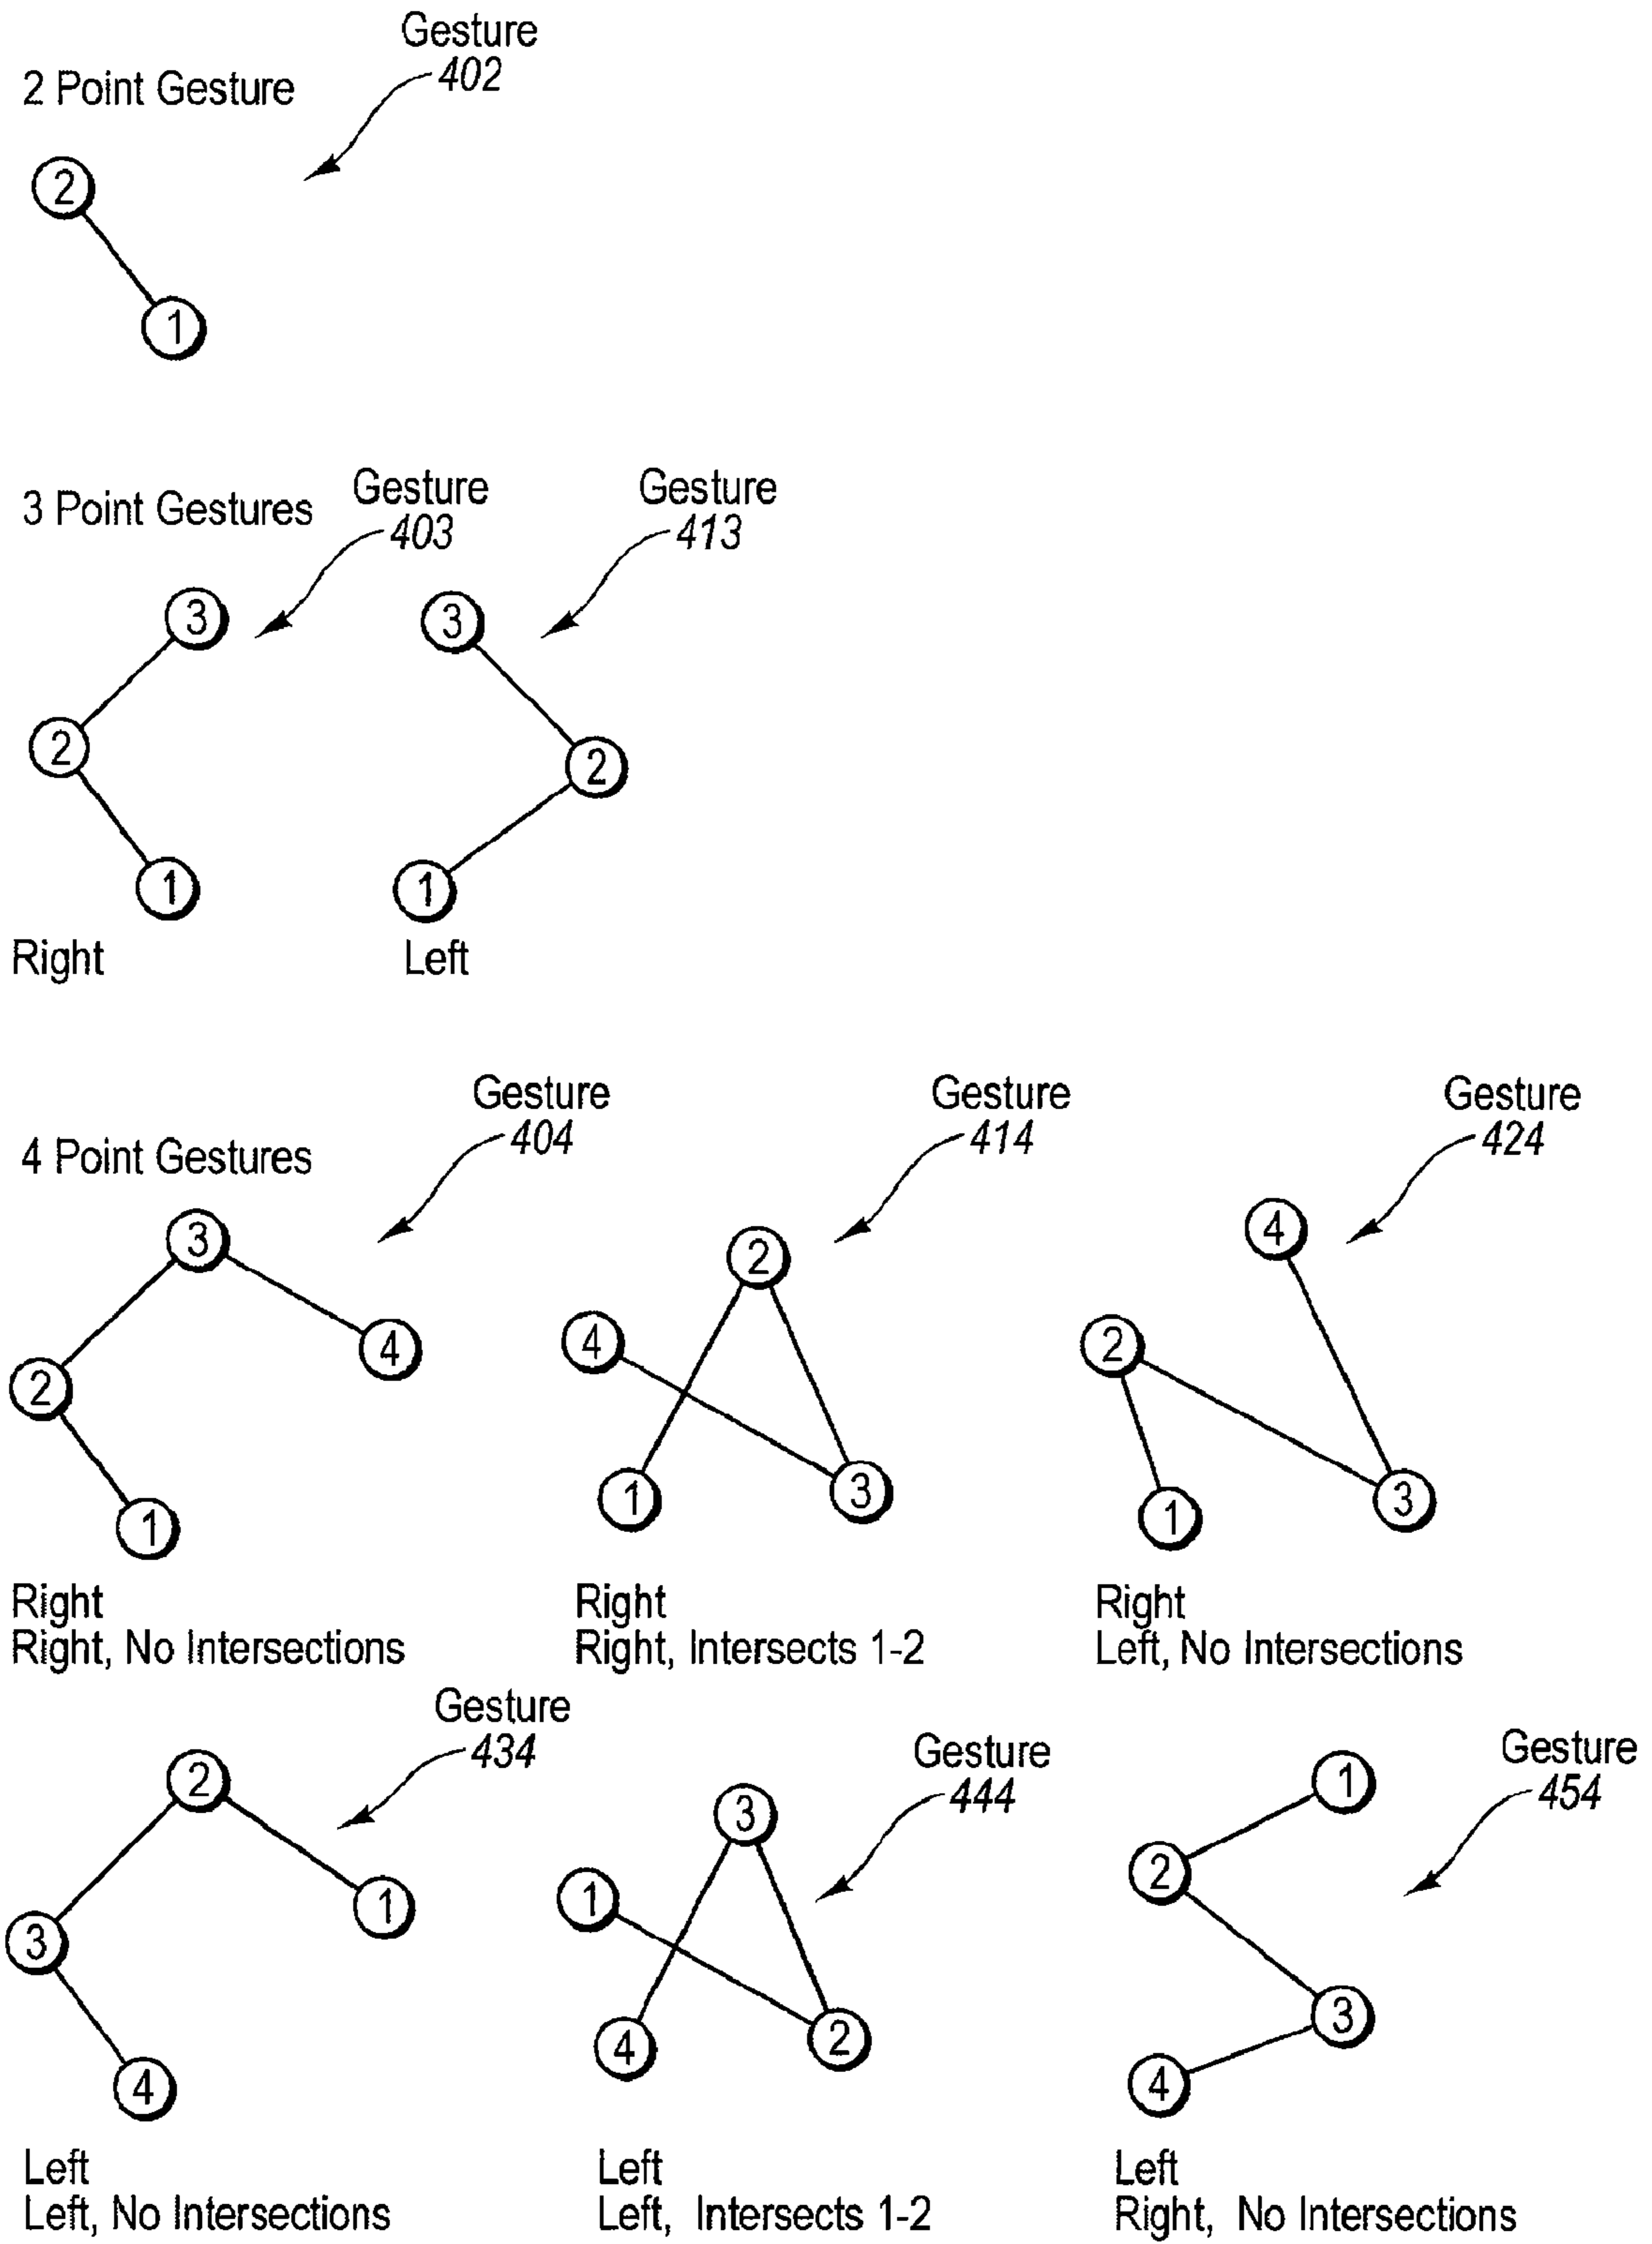 Gesture
402
2 Point Gesture
2
1
3 Point Gestures
Gesture
403
Gesture
413
3
3
2
2
1
1
Right
Left
4 Point Gestures
Gesture
404
Gesture
414
Gesture
424
3
4
2
1
2
4
1
3
4
2
3
1
Right
Right, No Intersections
Right
Right, Intersects 1-2
Right
Left, No Intersections
Gesture
434
Gesture
444
Gesture
454
2
1
3
4
3
1
4
2
1
2
3
4
Left
Left, No Intersections
Left
Left, Intersects 1-2
Left
Right, No Intersections